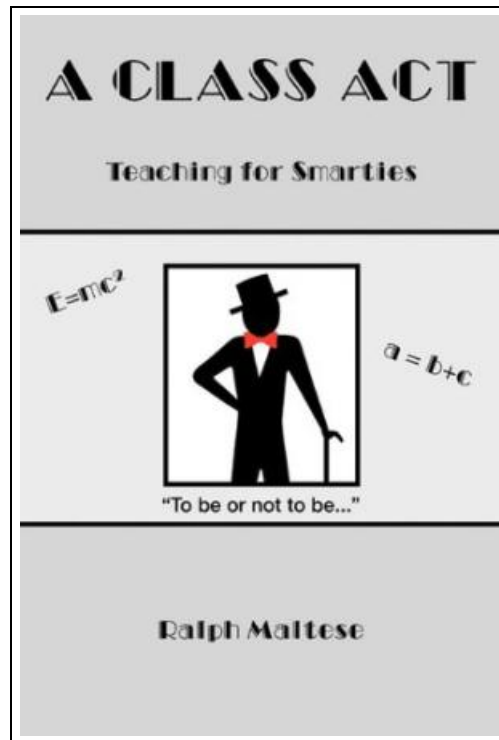 A CLASS ACT
Teaching for Smarties
E=mc²
a = b+c
“To be or not to be...”
Ralph Maltese